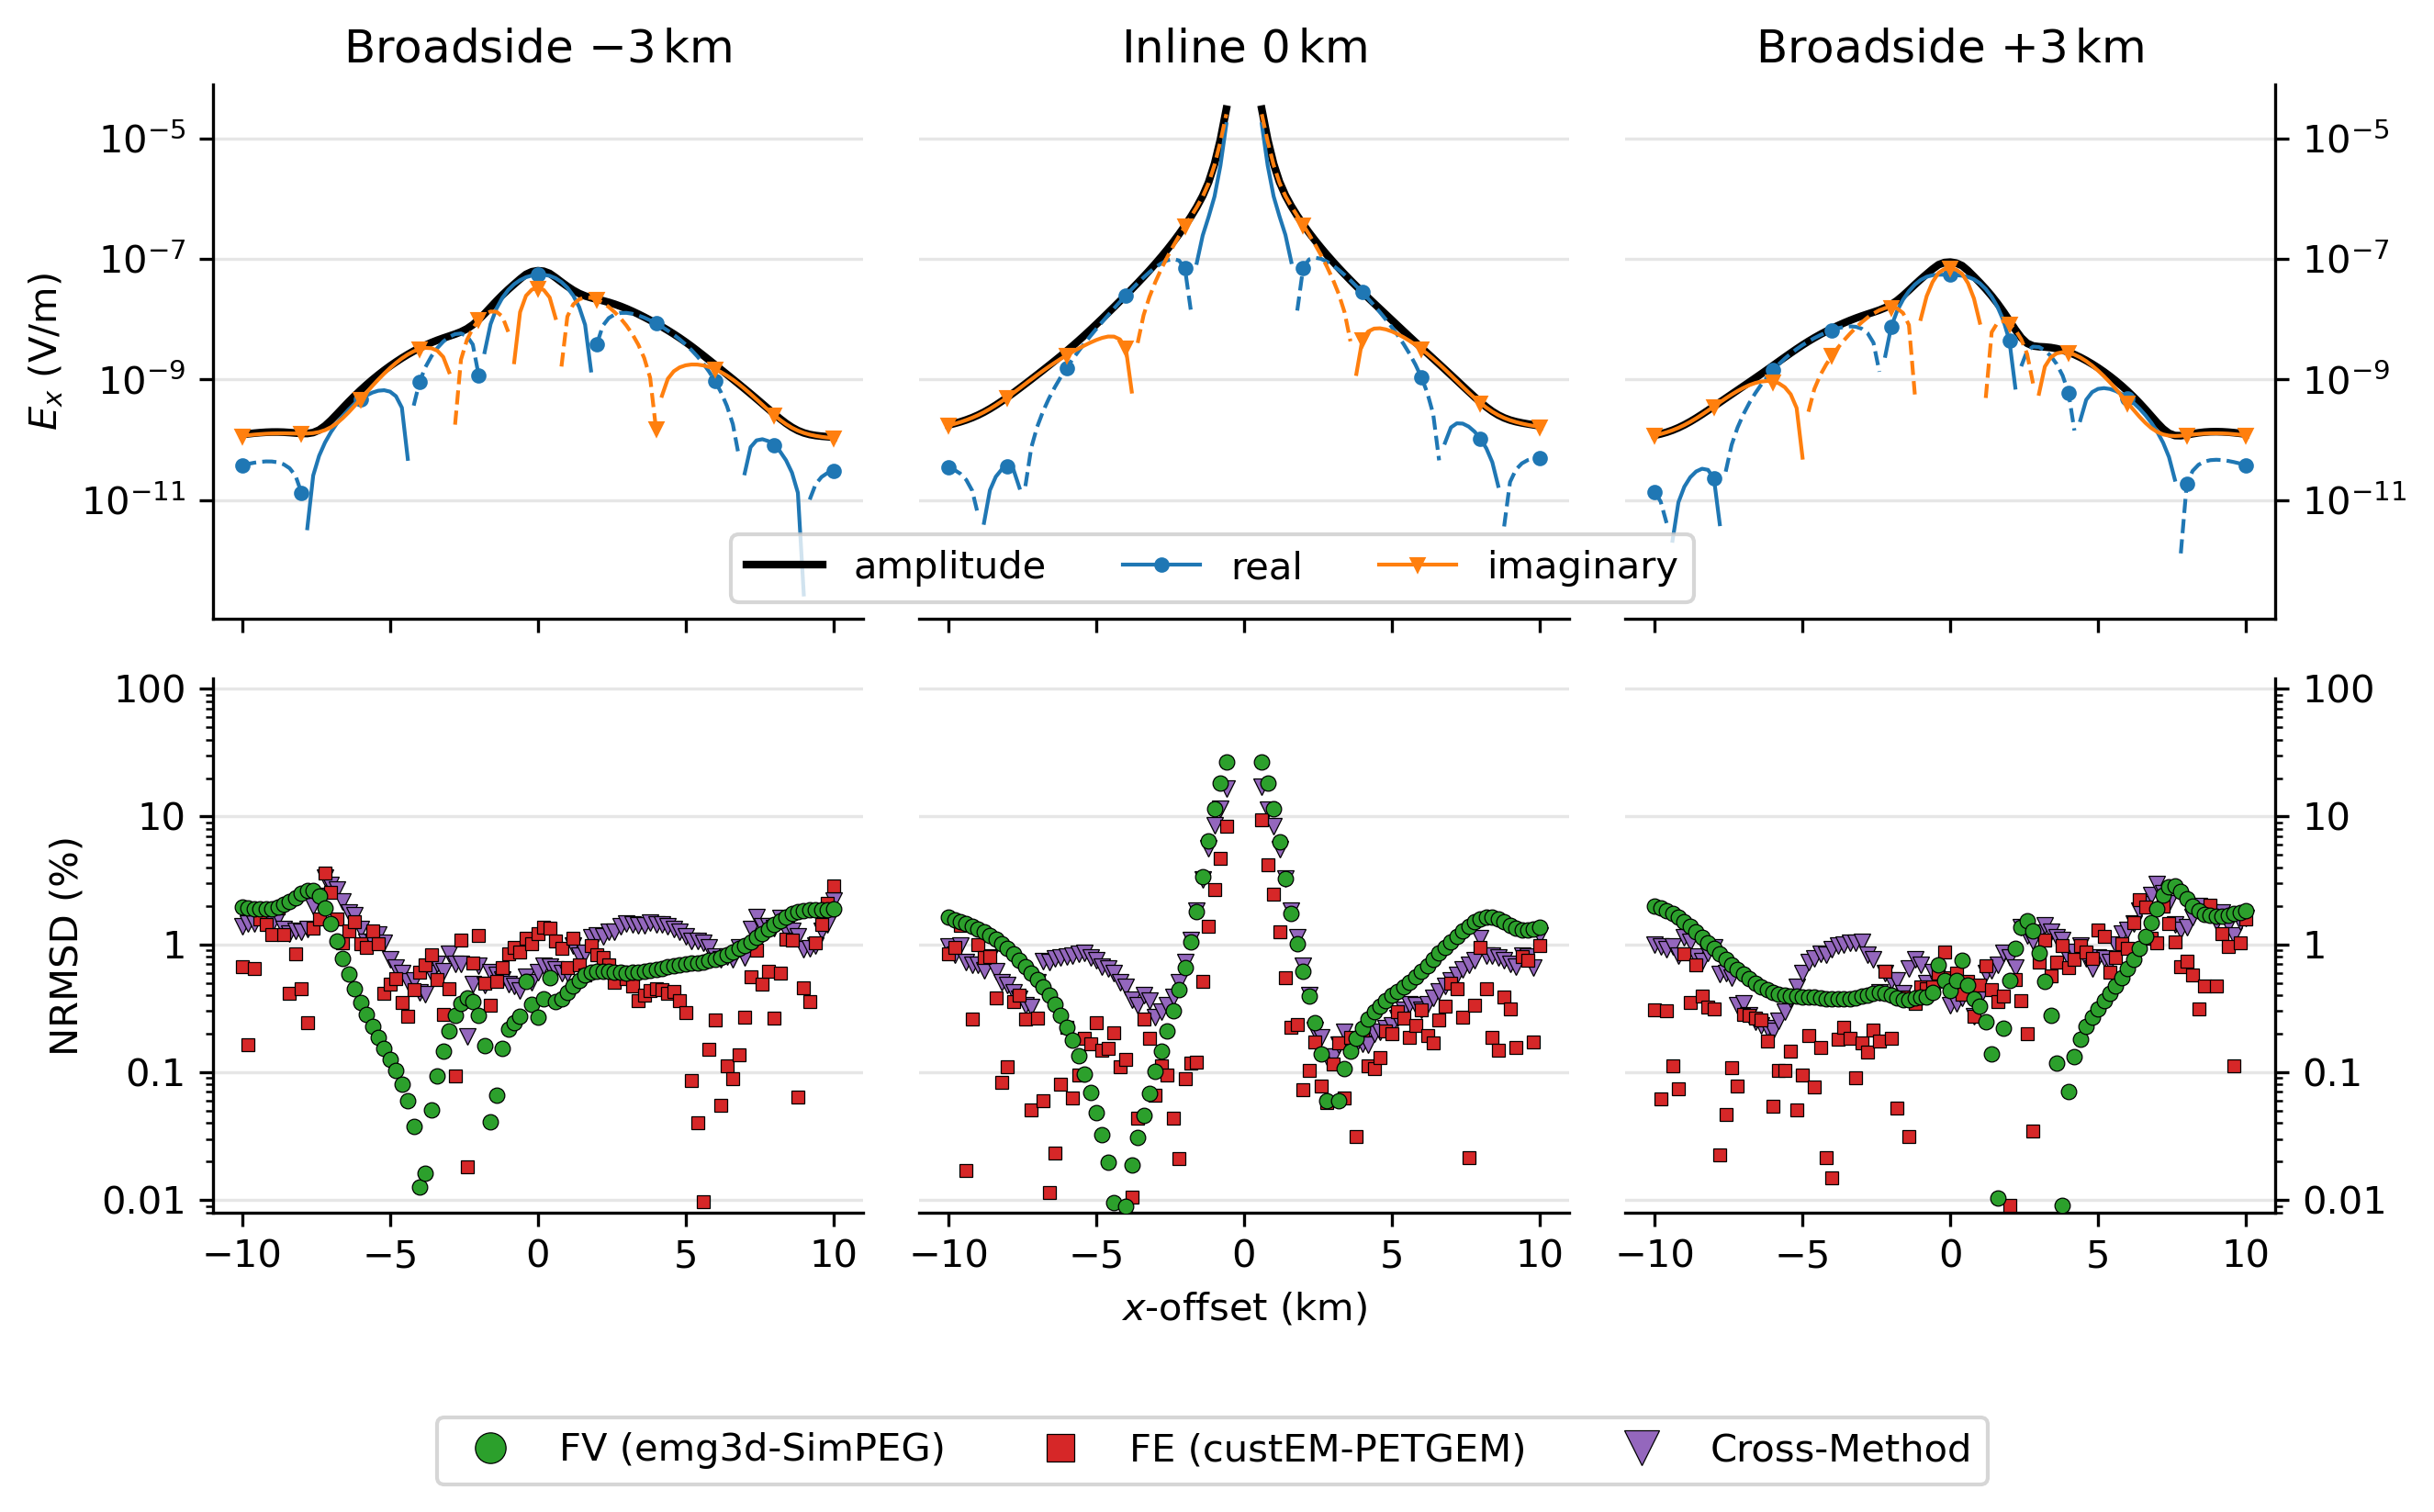 Broadside −3 km
Inline 0 km
Broadside +3 km
10⁻⁵
10⁻⁷
10⁻⁹
10⁻¹¹
Eₓ (V/m)
10⁻⁵
10⁻⁷
10⁻⁹
10⁻¹¹
amplitude real imaginary
100
10
1
0.1
0.01
NRMSD (%)
100
10
1
0.1
0.01
−10 −5 0 5 10
−10 −5 0 5 10
−10 −5 0 5 10
x-offset (km)
FV (emg3d-SimPEG) FE (custEM-PETGEM) Cross-Method